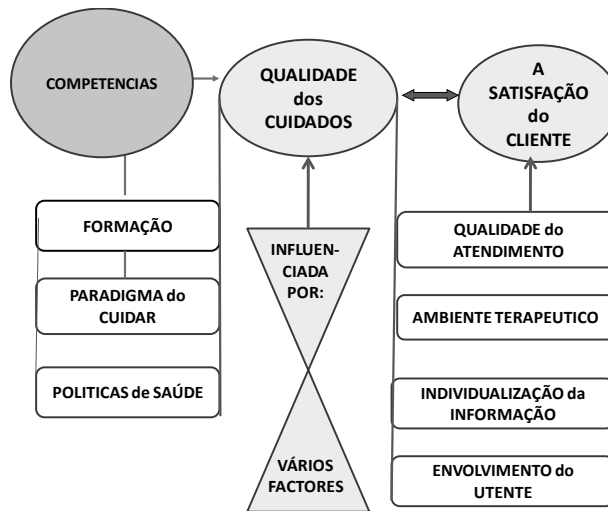 COMPETENCIAS
QUALIDADE
dos
CUIDADOS
A
SATISFAÇÃO
do
CLIENTE
FORMAÇÃO
PARADIGMA do
CUIDAR
POLITICAS de SAÚDE
INFLUEN-
CIADA
POR:
VÁRIOS
FACTORES
QUALIDADE do
ATENDIMENTO
AMBIENTE TERAPEUTICO
INDIVIDUALIZAÇÃO da
INFORMAÇÃO
ENVOLVIMENTO do
UTENTE